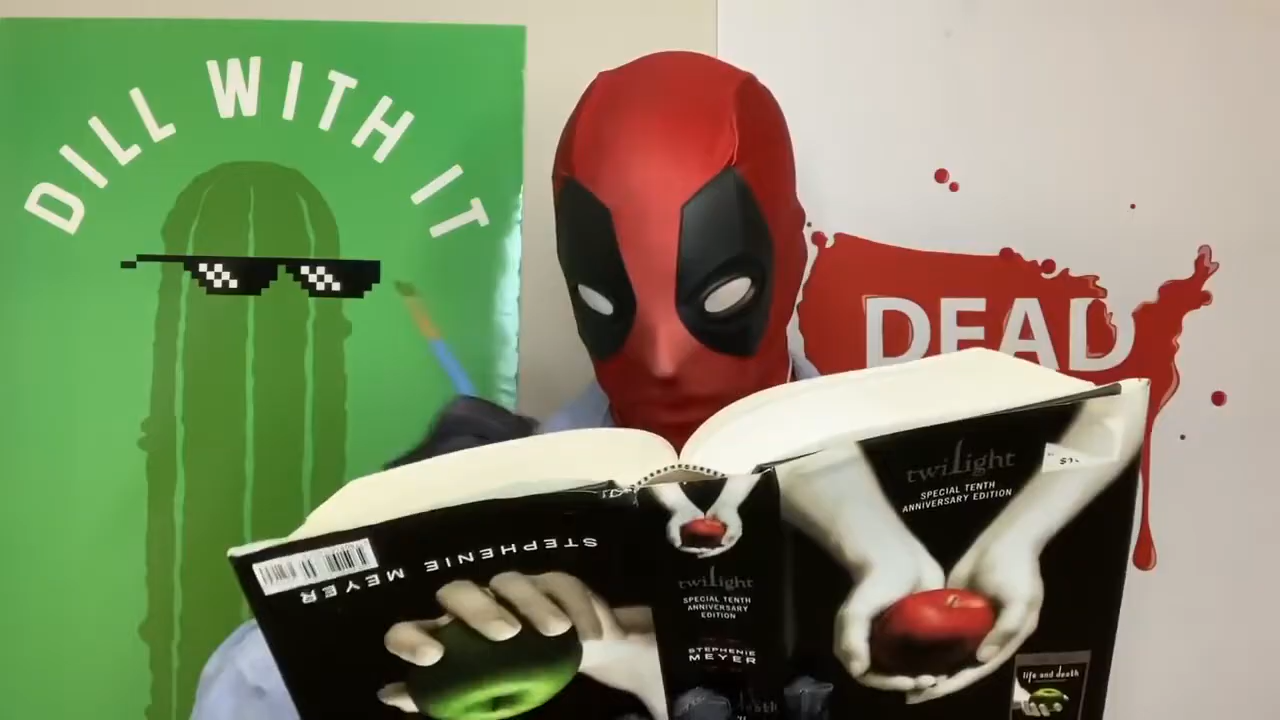 DILL WITH IT
DEAD
twilight
SPECIAL TENTH
ANNIVERSARY EDITION
STEPHENIE MEYER
twilight
SPECIAL TENTH
ANNIVERSARY
EDITION
STEPHENIE
MEYER
life and death